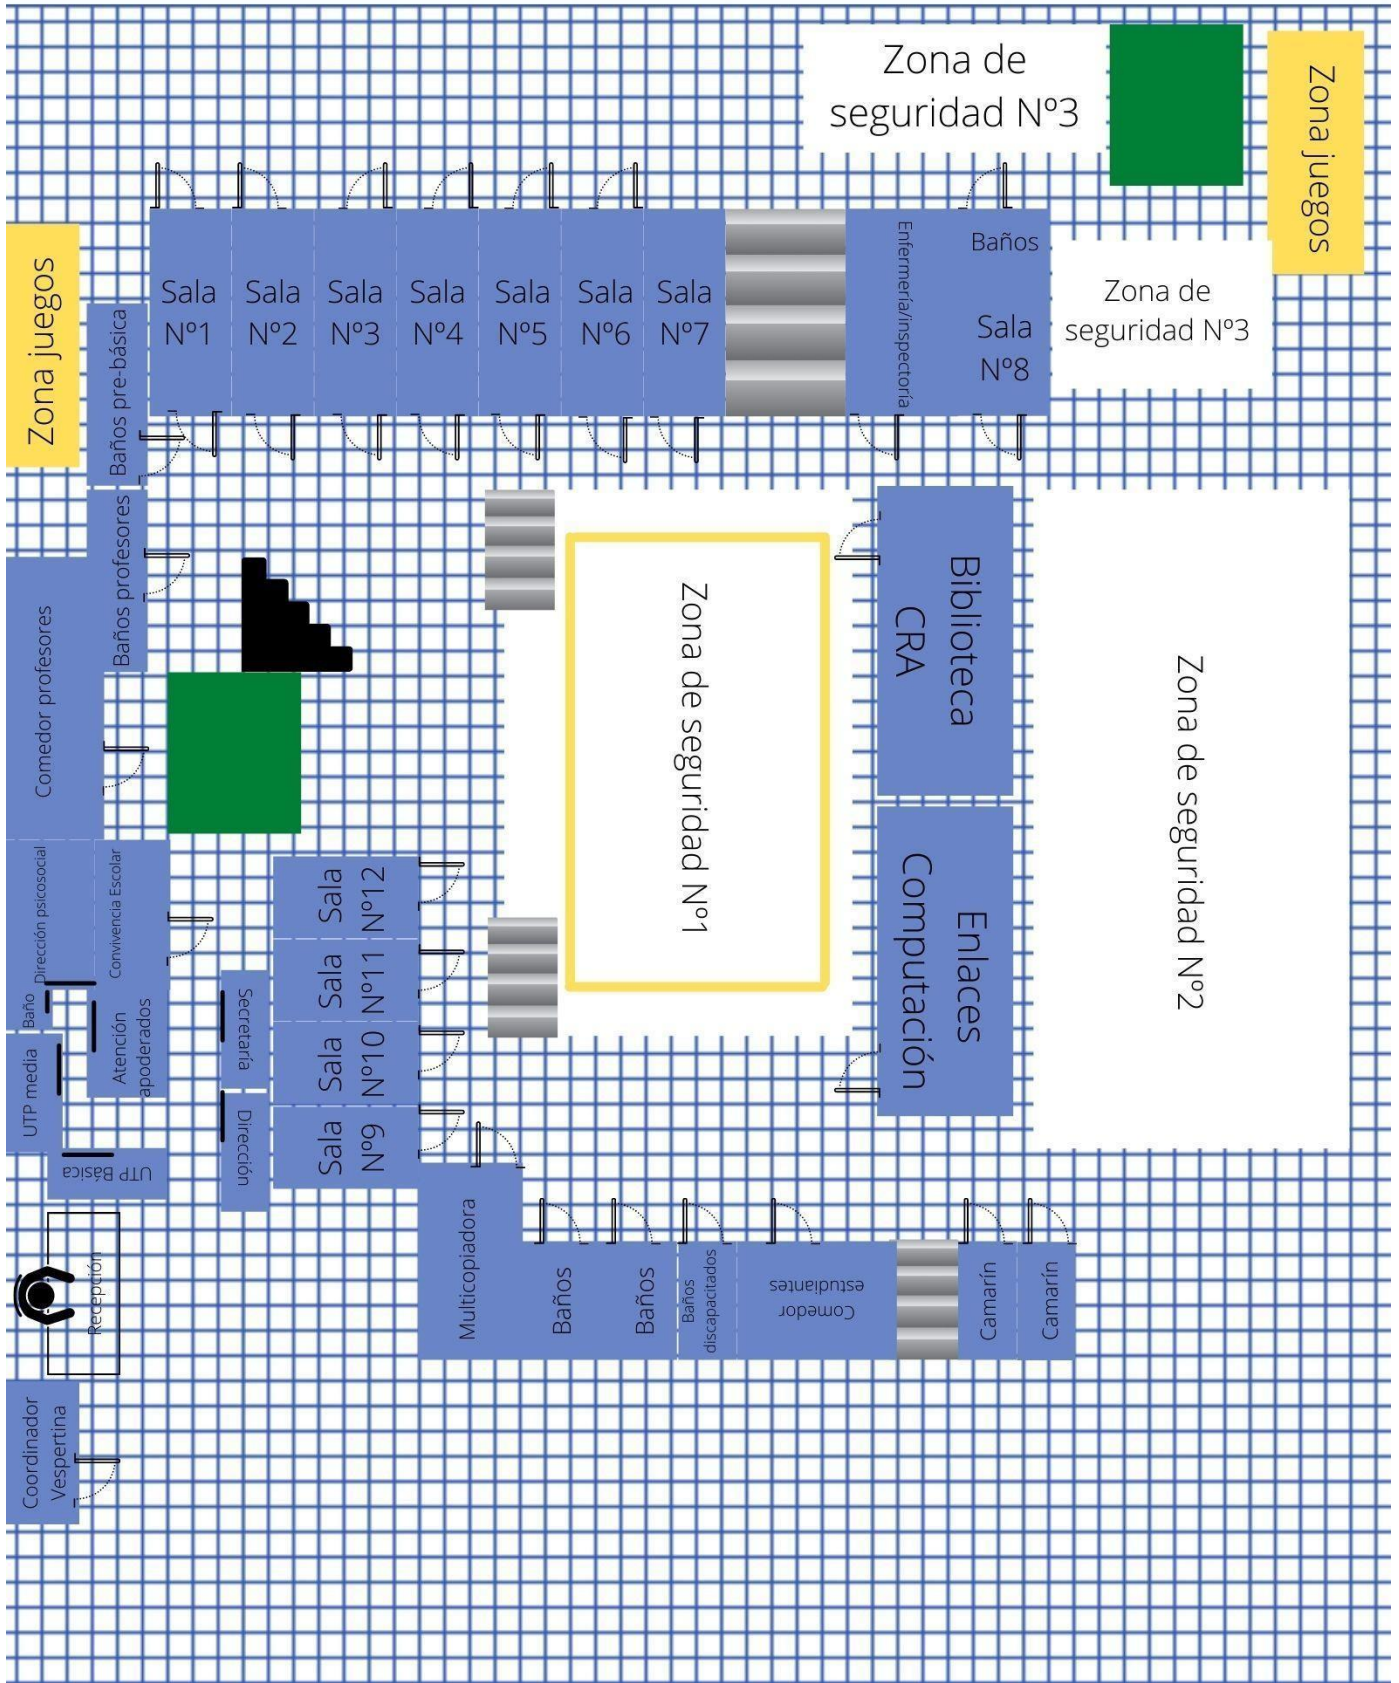 Zona de
seguridad Nº3
Zona juegos
Zona juegos
Baños pre-básica
Sala
Nº1
Sala
Nº2
Sala
Nº3
Sala
Nº4
Sala
Nº5
Sala
Nº6
Sala
Nº7
Enfermería/inspectoría
Baños
Sala
Nº8
Zona de
seguridad Nº3
Baños profesores
Comedor profesores
Zona de seguridad Nº1
Biblioteca
CRA
Zona de seguridad Nº2
Enlaces
Computación
Dirección psicosocial
Convivencia Escolar
Baño
Atención
apoderados
UTP media
UTP Básica
Secretaría
Dirección
Sala
Nº12
Sala
Nº11
Sala
Nº10
Sala
Nº9
Recepción
Multicopiadora
Baños
Baños
Baños
discapacitados
Comedor
estudiantes
Camarín
Camarín
Coordinador
Vespertina